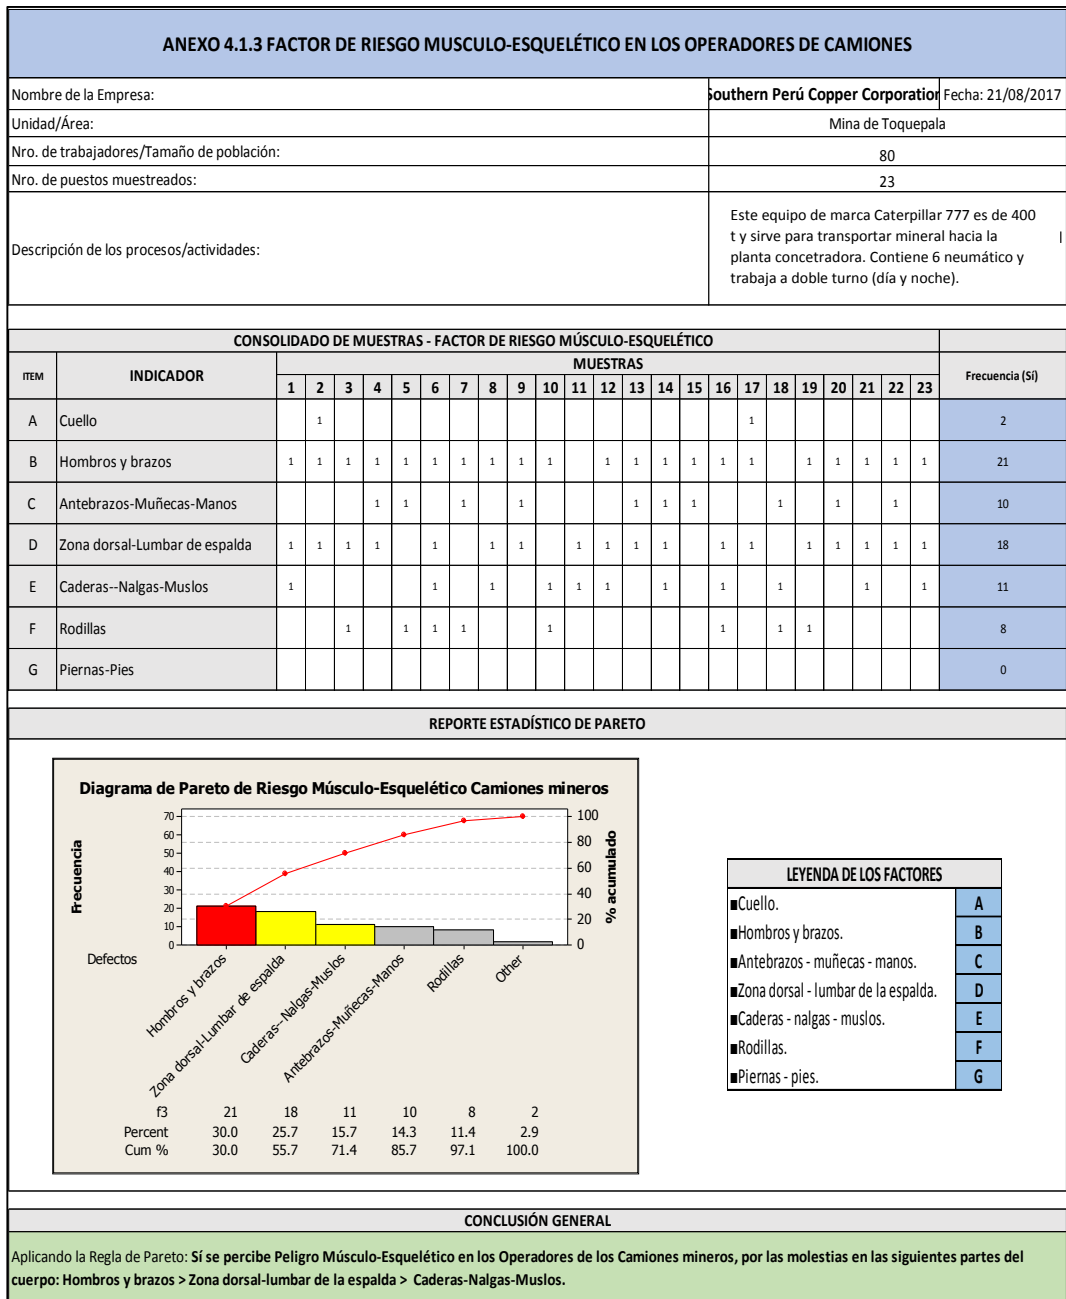 ANEXO 4.1.3 FACTOR DE RIESGO MUSCULO-ESQUELÉTICO EN LOS OPERADORES DE CAMIONES
Nombre de la Empresa: Southern Perú Copper Corporation Fecha: 21/08/2017
Unidad/Área: Mina de Toquepala
Nro. de trabajadores/Tamaño de población: 80
Nro. de puestos muestreados: 23
Descripción de los procesos/actividades:
Este equipo de marca Caterpillar 777 es de 400
t y sirve para transportar mineral hacia la
planta concetradora. Contiene 6 neumático y
trabaja a doble turno (día y noche).
CONSOLIDADO DE MUESTRAS - FACTOR DE RIESGO MÚSCULO-ESQUELÉTICO
ITEM INDICADOR MUESTRAS Frecuencia (Sí)
1 2 3 4 5 6 7 8 9 10 11 12 13 14 15 16 17 18 19 20 21 22 23
A Cuello 1 1 2
B Hombros y brazos 1 1 1 1 1 1 1 1 1 1 1 1 1 1 1 1 1 1 1 1 1 21
C Antebrazos-Muñecas-Manos 1 1 1 1 1 1 1 1 1 1 10
D Zona dorsal-Lumbar de espalda 1 1 1 1 1 1 1 1 1 1 1 1 1 1 1 1 1 1 18
E Caderas--Nalgas-Muslos 1 1 1 1 1 1 1 1 1 1 1 11
F Rodillas 1 1 1 1 1 1 1 1 8
G Piernas-Pies 0
REPORTE ESTADÍSTICO DE PARETO
Diagrama de Pareto de Riesgo Músculo-Esquelético Camiones mineros
Frecuencia
70
60
50
40
30
20
10
0
100
80
60
40
20
0
% acumulado
Defectos
Hombros y brazos
Zona dorsal-Lumbar de espalda
Caderas--Nalgas-Muslos
Antebrazos-Muñecas-Manos
Rodillas
Other
f3 21 18 11 10 8 2
Percent 30.0 25.7 15.7 14.3 11.4 2.9
Cum % 30.0 55.7 71.4 85.7 97.1 100.0
LEYENDA DE LOS FACTORES
■Cuello. A
■Hombros y brazos. B
■Antebrazos - muñecas - manos. C
■Zona dorsal - lumbar de la espalda. D
■Caderas - nalgas - muslos. E
■Rodillas. F
■Piernas - pies. G
CONCLUSIÓN GENERAL
Aplicando la Regla de Pareto: Sí se percibe Peligro Músculo-Esquelético en los Operadores de los Camiones mineros, por las molestias en las siguientes partes del
cuerpo: Hombros y brazos > Zona dorsal-lumbar de la espalda > Caderas-Nalgas-Muslos.